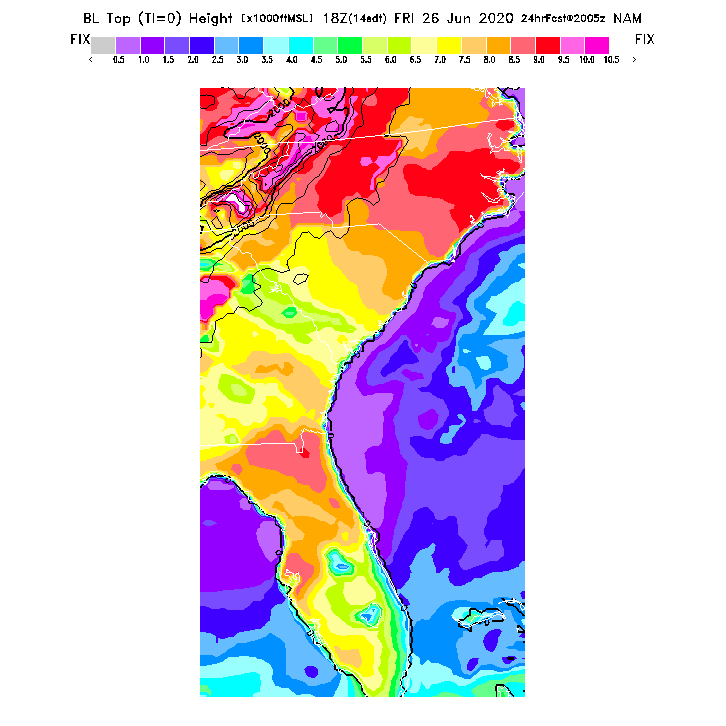 BL Top (TI=0) Height [x1000ftMSL] 18Z(14edt) FRI 26 Jun 2020 24hrFcst@2005z NAM
FIX FIX
< 0.5 1.0 1.5 2.0 2.5 3.0 3.5 4.0 4.5 5.0 5.5 6.0 6.5 7.0 7.5 8.0 8.5 9.0 9.5 10.0 10.5 >
2000
2000